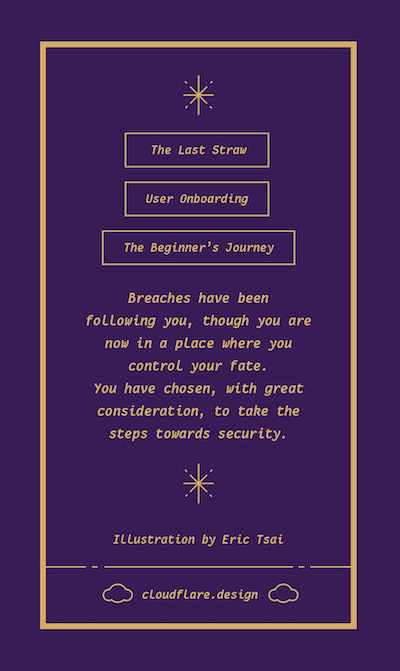 The Last Straw
User Onboarding
The Beginner’s Journey
Breaches have been
following you, though you are
now in a place where you
control your fate.
You have chosen, with great
consideration, to take the
steps towards security.
Illustration by Eric Tsai
cloudflare.design